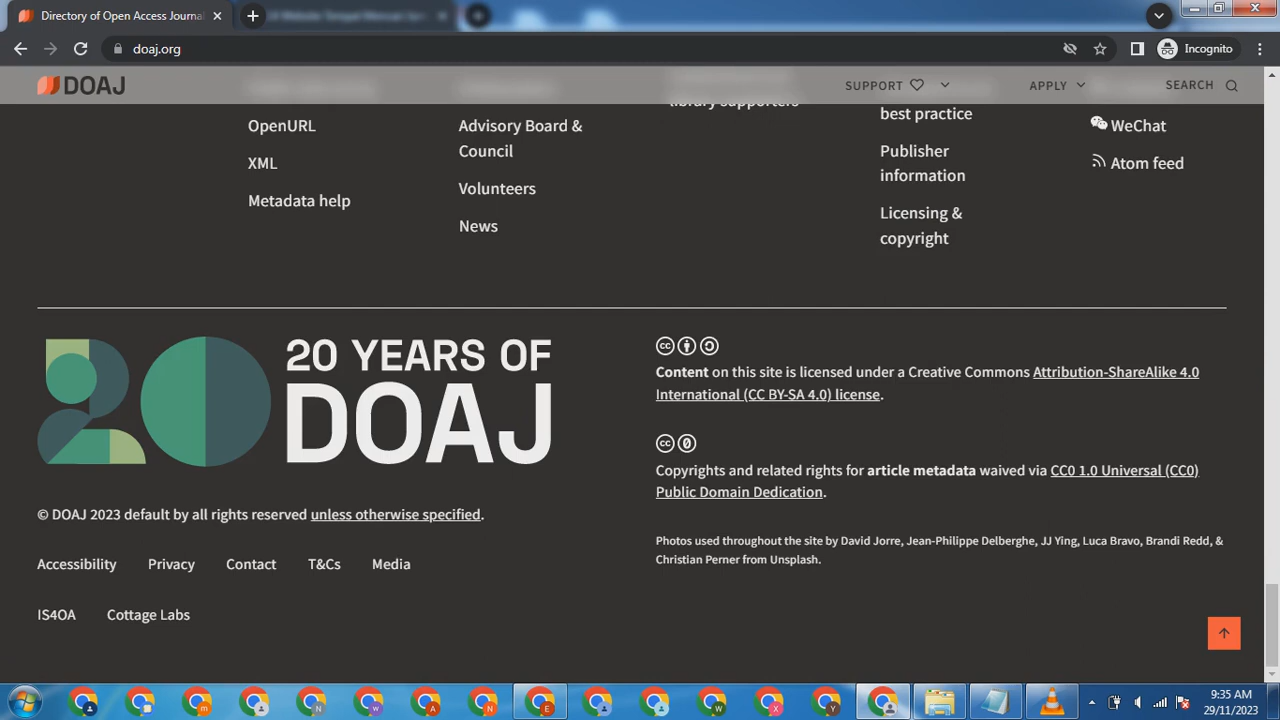 Directory of Open Access Journa
doaj.org
Incognito
DOAJ
SUPPORT
APPLY
SEARCH
library supporters
OpenURL
XML
Metadata help
Advisory Board &
Council
Volunteers
News
best practice
Publisher
information
Licensing &
copyright
WeChat
Atom feed
20 YEARS OF
DOAJ
Content on this site is licensed under a Creative Commons Attribution-ShareAlike 4.0
International (CC BY-SA 4.0) license.
Copyrights and related rights for article metadata waived via CC0 1.0 Universal (CC0)
Public Domain Dedication.
© DOAJ 2023 default by all rights reserved unless otherwise specified.
Photos used throughout the site by David Jorre, Jean-Philippe Delberghe, JJ Ying, Luca Bravo, Brandi Redd, &
Christian Perner from Unsplash.
Accessibility
Privacy
Contact
T&Cs
Media
IS4OA
Cottage Labs
9:35 AM
29/11/2023